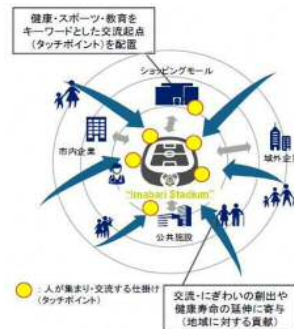 健康・スポーツ・教育を
キーワードとした交流起点
(タッチポイント)を配置
ショッピングモール
市内企業
域外企業
"Imabari Stadium"
公共施設
:人が集まり・交流する仕掛け
(タッチポイント)
交流・にぎわいの創出や
健康寿命の延伸に寄与
(地域に対する貢献)